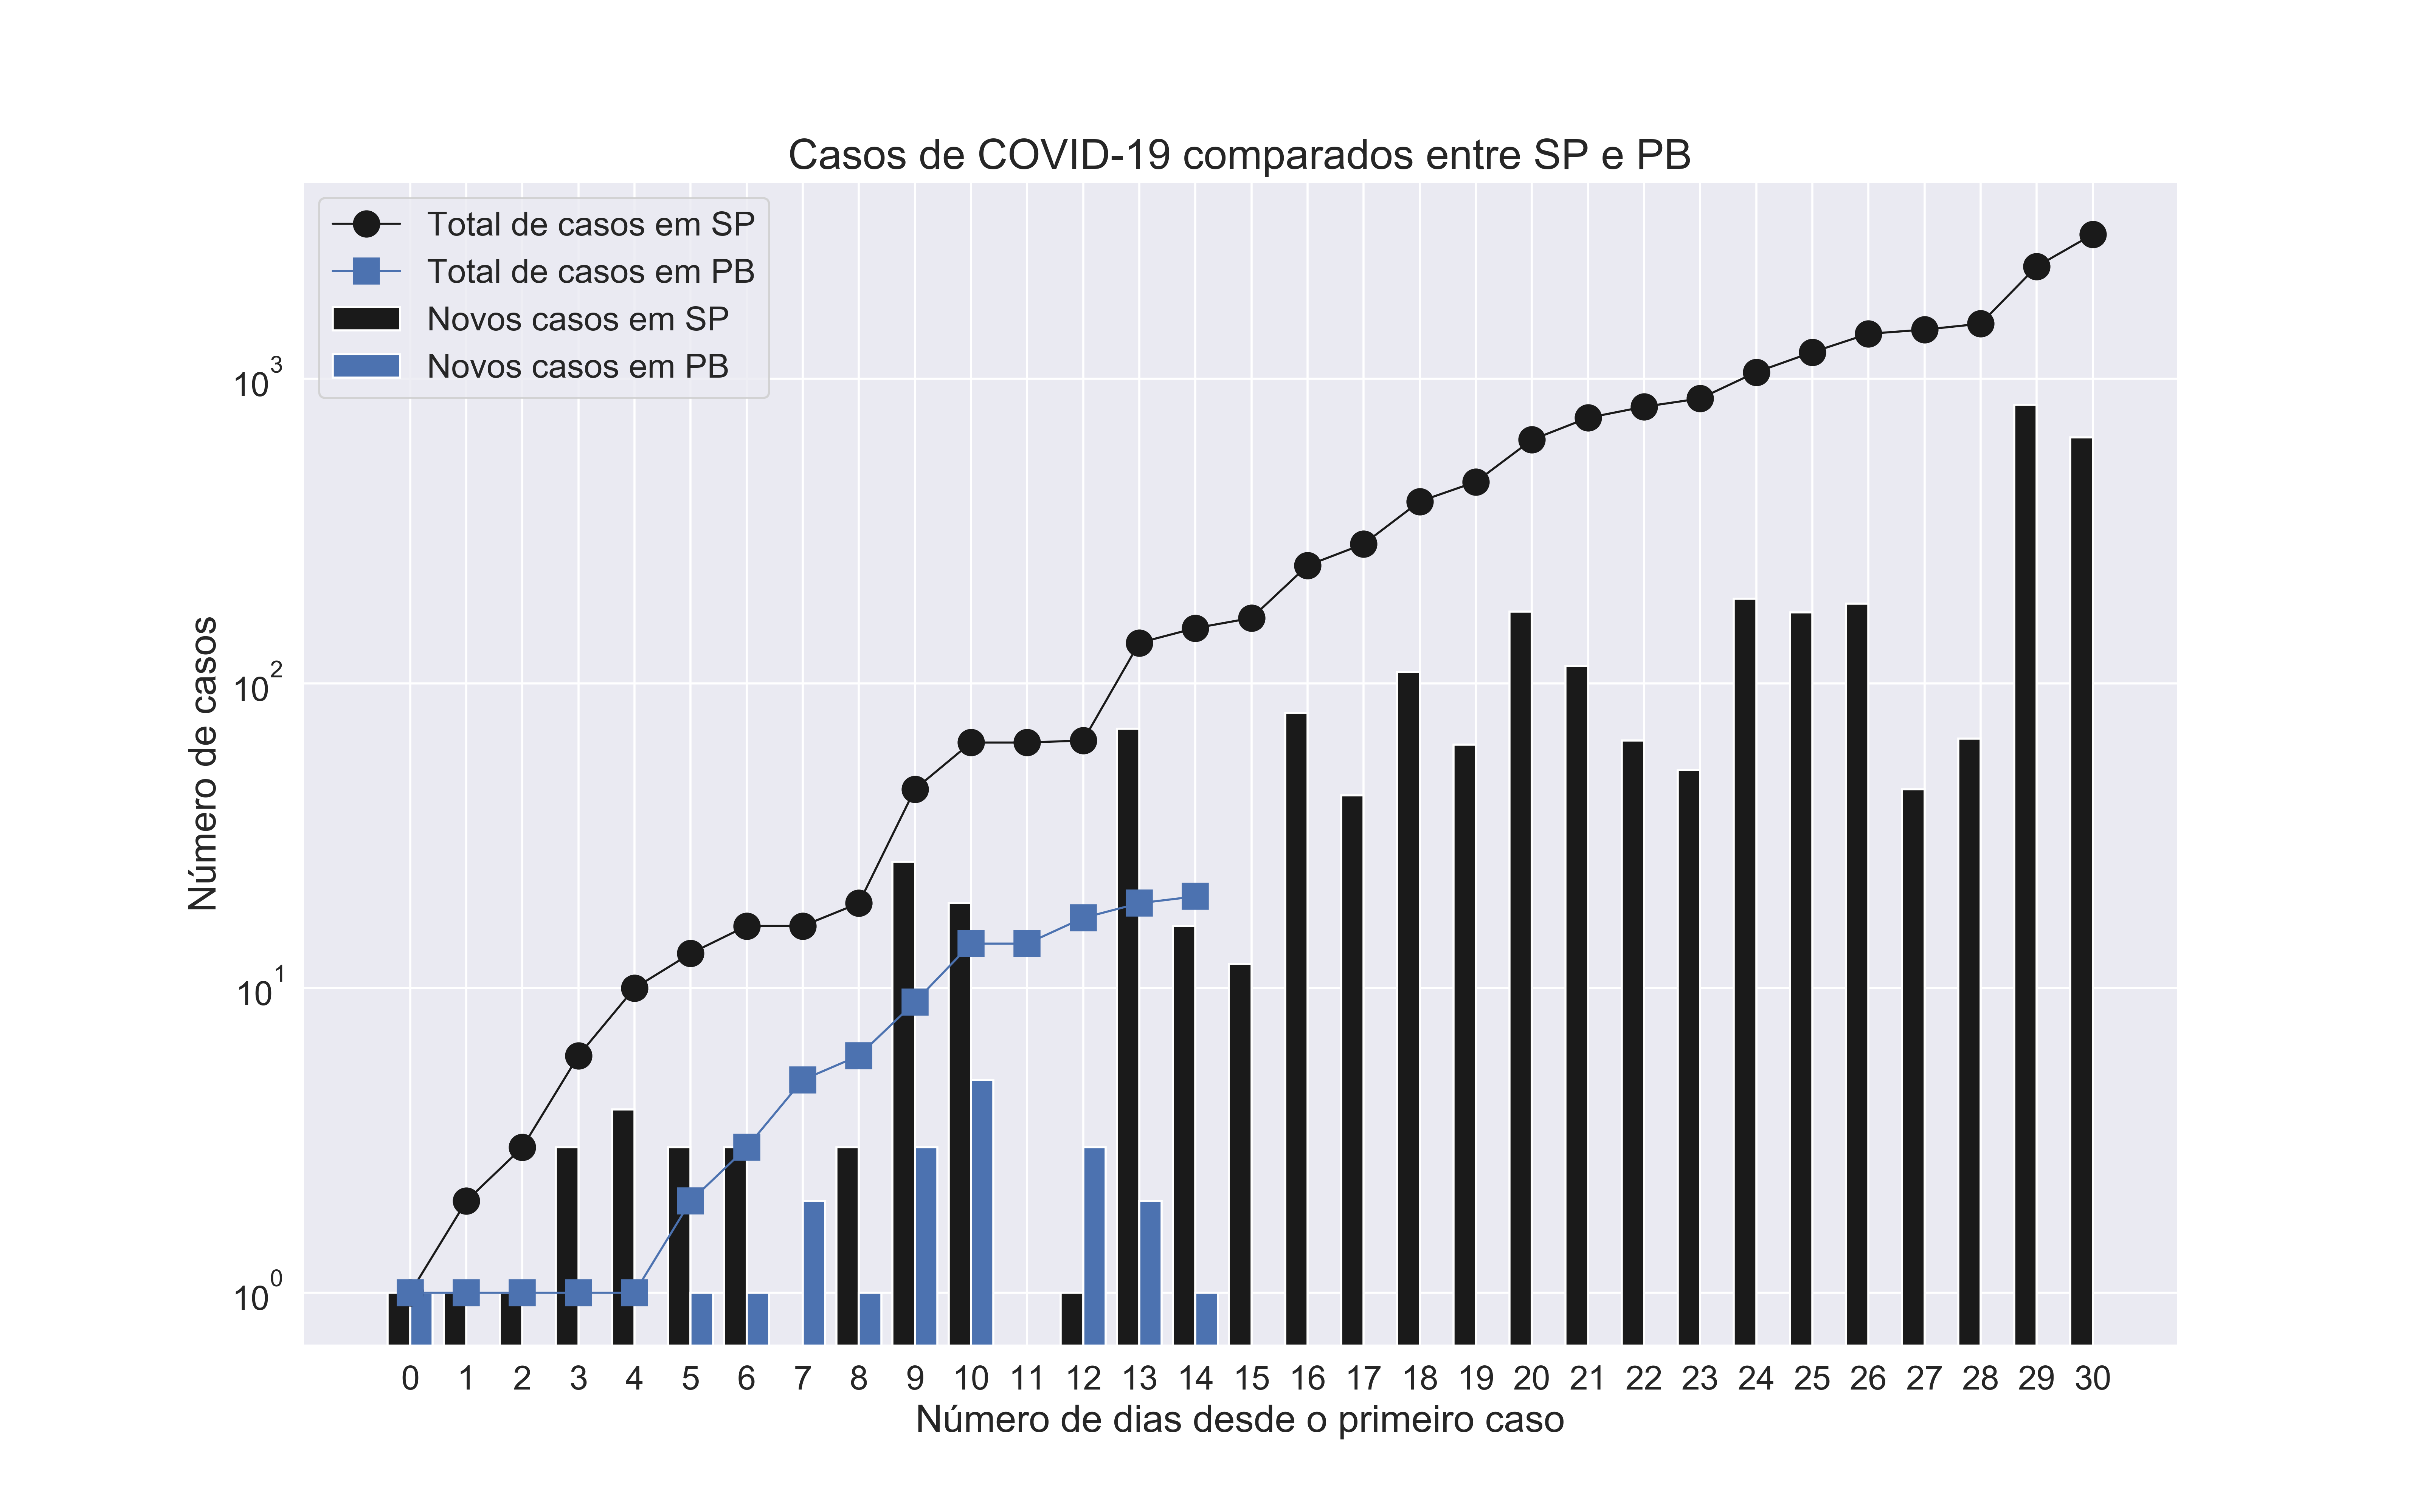 Casos de COVID-19 comparados entre SP e PB
Total de casos em SP
Total de casos em PB
Novos casos em SP
Novos casos em PB
10³
10²
10¹
10⁰
Número de casos
0 1 2 3 4 5 6 7 8 9 10 11 12 13 14 15 16 17 18 19 20 21 22 23 24 25 26 27 28 29 30
Número de dias desde o primeiro caso